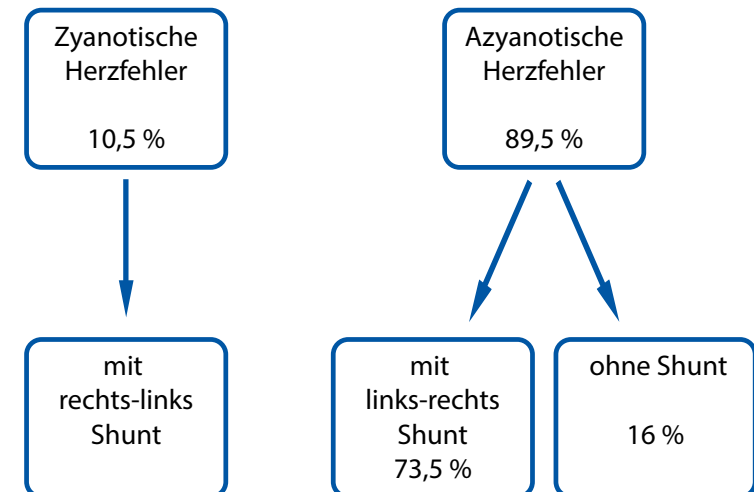 Zyanotische
Herzfehler
10,5 %
Azyanotische
Herzfehler
89,5 %
mit
rechts-links
Shunt
mit
links-rechts
Shunt
73,5 %
ohne Shunt
16 %